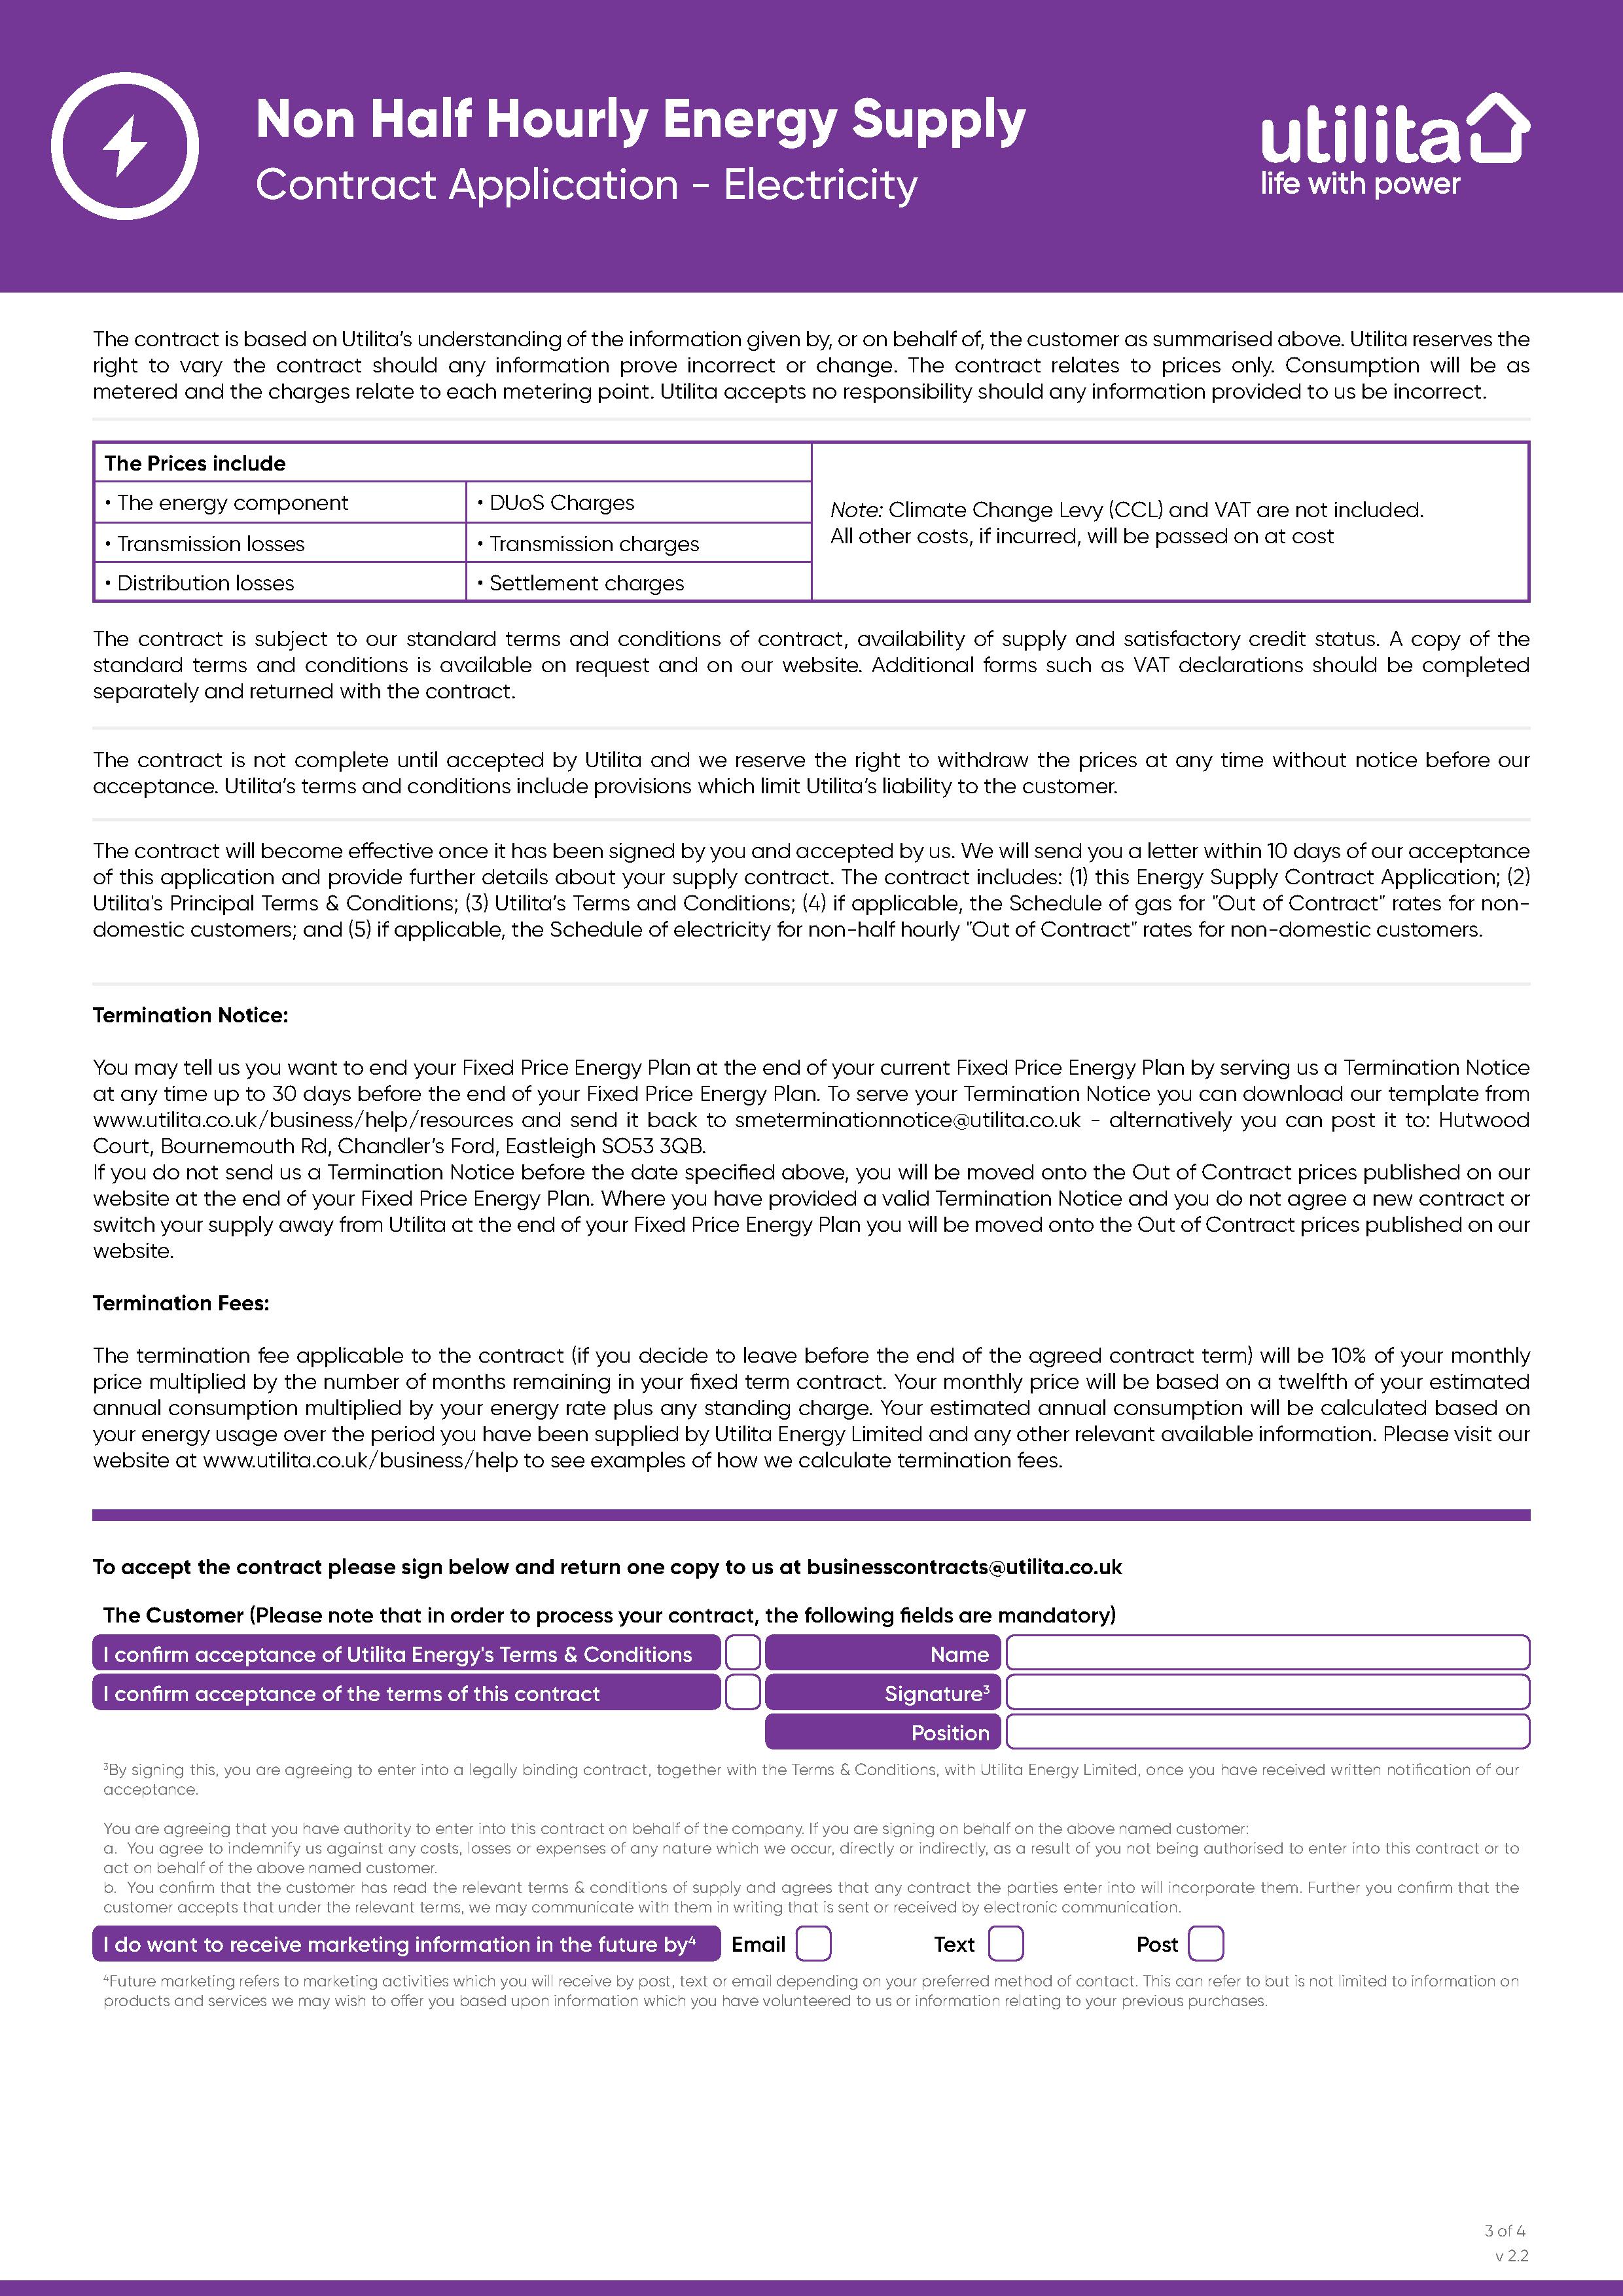 Non Half Hourly Energy Supply
Contract Application - Electricity
utilita
life with power
The contract is based on Utilita’s understanding of the information given by, or on behalf of, the customer as summarised above. Utilita reserves the
right to vary the contract should any information prove incorrect or change. The contract relates to prices only. Consumption will be as
metered and the charges relate to each metering point. Utilita accepts no responsibility should any information provided to us be incorrect.
The Prices include
• The energy component
• DUoS Charges
• Transmission losses
• Transmission charges
• Distribution losses
• Settlement charges
Note: Climate Change Levy (CCL) and VAT are not included.
All other costs, if incurred, will be passed on at cost
The contract is subject to our standard terms and conditions of contract, availability of supply and satisfactory credit status. A copy of the
standard terms and conditions is available on request and on our website. Additional forms such as VAT declarations should be completed
separately and returned with the contract.
The contract is not complete until accepted by Utilita and we reserve the right to withdraw the prices at any time without notice before our
acceptance. Utilita’s terms and conditions include provisions which limit Utilita’s liability to the customer.
The contract will become effective once it has been signed by you and accepted by us. We will send you a letter within 10 days of our acceptance
of this application and provide further details about your supply contract. The contract includes: (1) this Energy Supply Contract Application; (2)
Utilita's Principal Terms & Conditions; (3) Utilita’s Terms and Conditions; (4) if applicable, the Schedule of gas for "Out of Contract" rates for non-
domestic customers; and (5) if applicable, the Schedule of electricity for non-half hourly "Out of Contract" rates for non-domestic customers.
Termination Notice:
You may tell us you want to end your Fixed Price Energy Plan at the end of your current Fixed Price Energy Plan by serving us a Termination Notice
at any time up to 30 days before the end of your Fixed Price Energy Plan. To serve your Termination Notice you can download our template from
www.utilita.co.uk/business/help/resources and send it back to smeterminationnotice@utilita.co.uk - alternatively you can post it to: Hutwood
Court, Bournemouth Rd, Chandler’s Ford, Eastleigh SO53 3QB.
If you do not send us a Termination Notice before the date specified above, you will be moved onto the Out of Contract prices published on our
website at the end of your Fixed Price Energy Plan. Where you have provided a valid Termination Notice and you do not agree a new contract or
switch your supply away from Utilita at the end of your Fixed Price Energy Plan you will be moved onto the Out of Contract prices published on our
website.
Termination Fees:
The termination fee applicable to the contract (if you decide to leave before the end of the agreed contract term) will be 10% of your monthly
price multiplied by the number of months remaining in your fixed term contract. Your monthly price will be based on a twelfth of your estimated
annual consumption multiplied by your energy rate plus any standing charge. Your estimated annual consumption will be calculated based on
your energy usage over the period you have been supplied by Utilita Energy Limited and any other relevant available information. Please visit our
website at www.utilita.co.uk/business/help to see examples of how we calculate termination fees.
To accept the contract please sign below and return one copy to us at businesscontracts@utilita.co.uk
The Customer (Please note that in order to process your contract, the following fields are mandatory)
I confirm acceptance of Utilita Energy's Terms & Conditions
Name
I confirm acceptance of the terms of this contract
Signature³
Position
³By signing this, you are agreeing to enter into a legally binding contract, together with the Terms & Conditions, with Utilita Energy Limited, once you have received written notification of our
acceptance.
You are agreeing that you have authority to enter into this contract on behalf of the company. If you are signing on behalf on the above named customer:
a. You agree to indemnify us against any costs, losses or expenses of any nature which we occur, directly or indirectly, as a result of you not being authorised to enter into this contract or to
act on behalf of the above named customer.
b. You confirm that the customer has read the relevant terms & conditions of supply and agrees that any contract the parties enter into will incorporate them. Further you confirm that the
customer accepts that under the relevant terms, we may communicate with them in writing that is sent or received by electronic communication.
I do want to receive marketing information in the future by⁴ Email Text Post
⁴Future marketing refers to marketing activities which you will receive by post, text or email depending on your preferred method of contact. This can refer to but is not limited to information on
products and services we may wish to offer you based upon information which you have volunteered to us or information relating to your previous purchases.
3 of 4
v 2.2